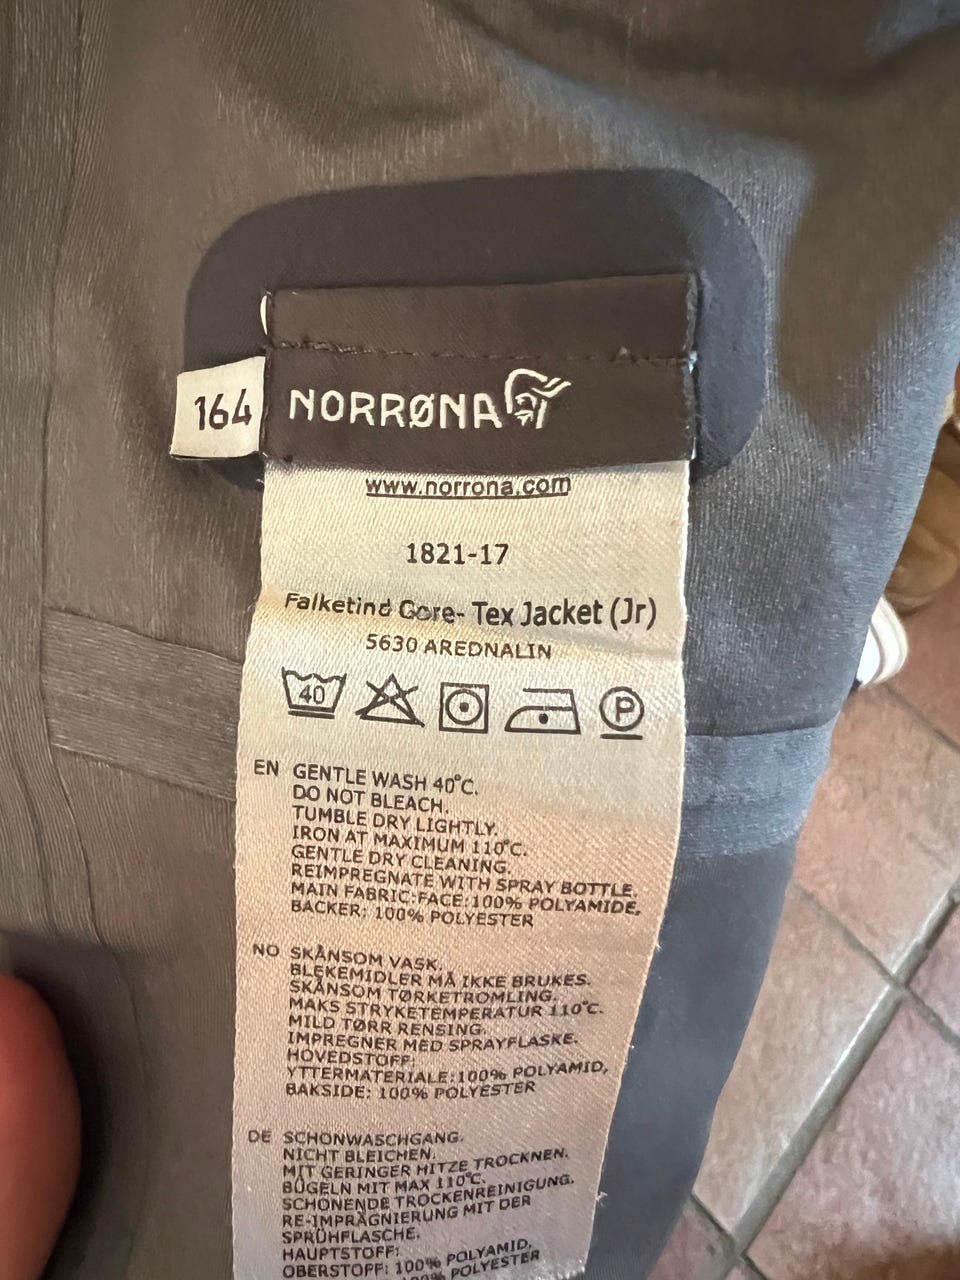 164
NORRØNA
www.norrona.com
1821-17
Falketind Gore- Tex Jacket (Jr)
5630 AREDNALIN
40
P
EN GENTLE WASH 40°C.
DO NOT BLEACH.
TUMBLE DRY LIGHTLY.
IRON AT MAXIMUM 110°C.
GENTLE DRY CLEANING.
REIMPREGNATE WITH SPRAY BOTTLE.
MAIN FABRIC:FACE:100% POLYAMIDE,
BACKER: 100% POLYESTER
NO SKÅNSOM VASK.
BLEKEMIDLER MÅ IKKE BRUKES.
SKÅNSOM TØRKETROMLING.
MAKS STRYKETEMPERATUR 110°C.
MILD TØRR RENSING.
IMPREGNER MED SPRAYFLASKE.
HOVEDSTOFF:
YTTERMATERIALE:100% POLYAMID,
BAKSIDE: 100% POLYESTER
DE SCHONWASCHGANG.
NICHT BLEICHEN.
MIT GERINGER HITZE TROCKNEN.
BÜGELN MIT MAX 110°C.
SCHONENDE TROCKENREINIGUNG.
RE-IMPRÄGNIERUNG MIT DER
SPRÜHFLASCHE.
HAUPTSTOFF:
OBERSTOFF: 100% POLYAMID,
100% POLYESTER